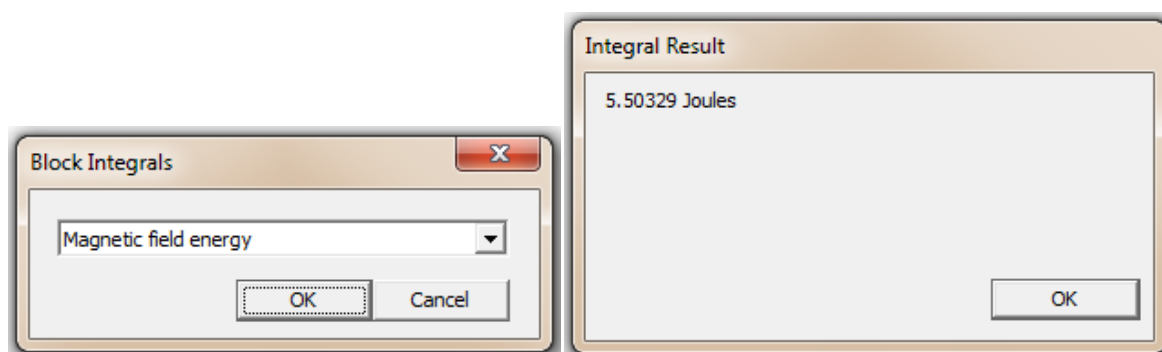 Block Integrals
Magnetic field energy
OK
Cancel
Integral Result
5.50329 Joules
OK